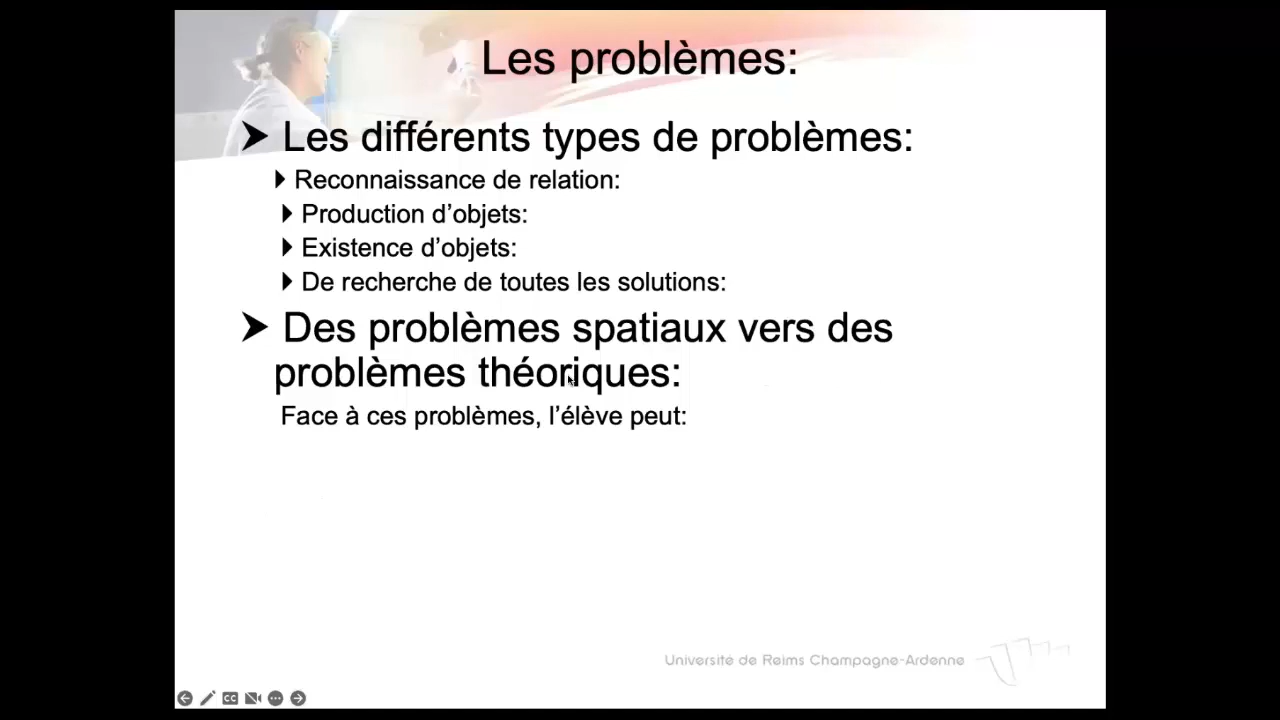 Les problèmes:
Les différents types de problèmes:
Reconnaissance de relation:
Production d’objets:
Existence d’objets:
De recherche de toutes les solutions:
Des problèmes spatiaux vers des
problèmes théoriques:
Face à ces problèmes, l’élève peut:
Université de Reims Champagne-Ardenne
CC